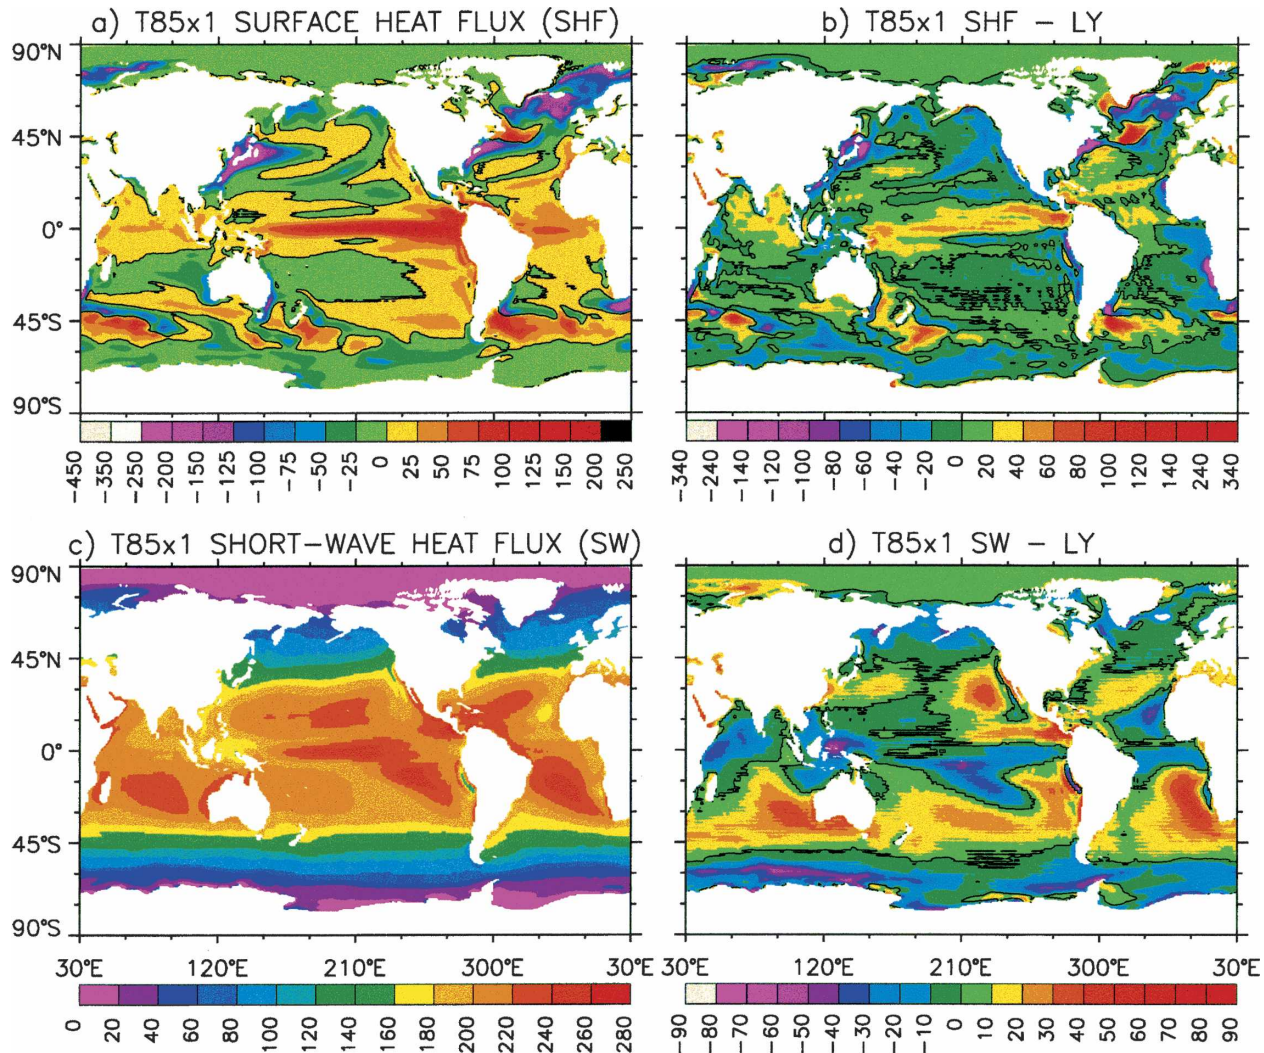 a) T85x1 SURFACE HEAT FLUX (SHF)
b) T85x1 SHF − LY
90°N
45°N
0°
45°S
90°S
−450 −250 −200 −150 −125 −100 −75 −50 −25 0 25 50 75 100 150 200 250
−340 −240 −140 −120 −100 −80 −60 −40 −20 0 20 40 60 100 120 140 240 340
c) T85x1 SHORT−WAVE HEAT FLUX (SW)
d) T85x1 SW − LY
90°N
45°N
0°
45°S
90°S
30°E 120°E 210°E 300°E 30°E
120°E 210°E 300°E 30°E
0 20 40 60 80 100 120 140 160 180 200 220 240 260 280
−90 −80 −70 −60 −50 −40 −30 −20 −10 0 10 20 30 40 50 60 70 80 90